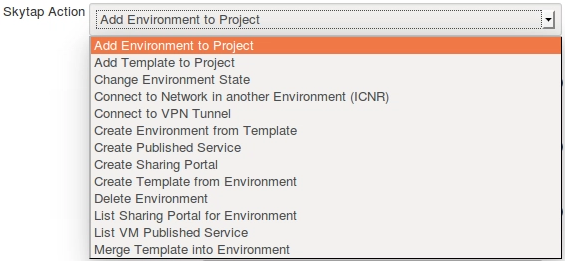 Skytap Action Add Environment to Project
Add Environment to Project
Add Template to Project
Change Environment State
Connect to Network in another Environment (ICNR)
Connect to VPN Tunnel
Create Environment from Template
Create Published Service
Create Sharing Portal
Create Template from Environment
Delete Environment
List Sharing Portal for Environment
List VM Published Service
Merge Template into Environment